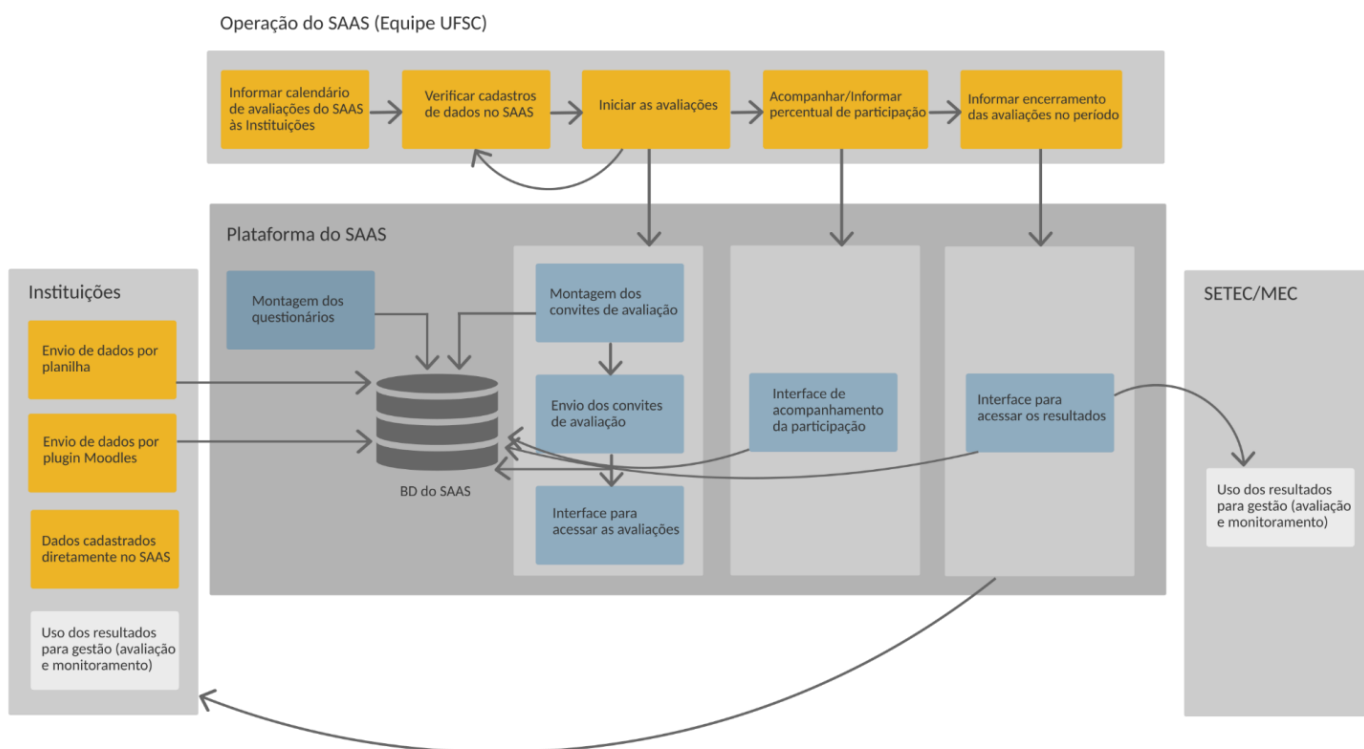 Operação do SAAS (Equipe UFSC)
Informar calendário
de avaliações do SAAS
às Instituições
Verificar cadastros
de dados no SAAS
Iniciar as avaliações
Acompanhar/Informar
percentual de participação
Informar encerramento
das avaliações no período
Plataforma do SAAS
Montagem dos
questionários
Montagem dos
convites de avaliação
Envio dos convites
de avaliação
Interface para
acessar as avaliações
Interface de
acompanhamento
da participação
Interface para
acessar os resultados
BD do SAAS
Instituições
Envio de dados por
planilha
Envio de dados por
plugin Moodles
Dados cadastrados
diretamente no SAAS
Uso dos resultados
para gestão (avaliação
e monitoramento)
SETEC/MEC
Uso dos resultados
para gestão (avaliação
e monitoramento)